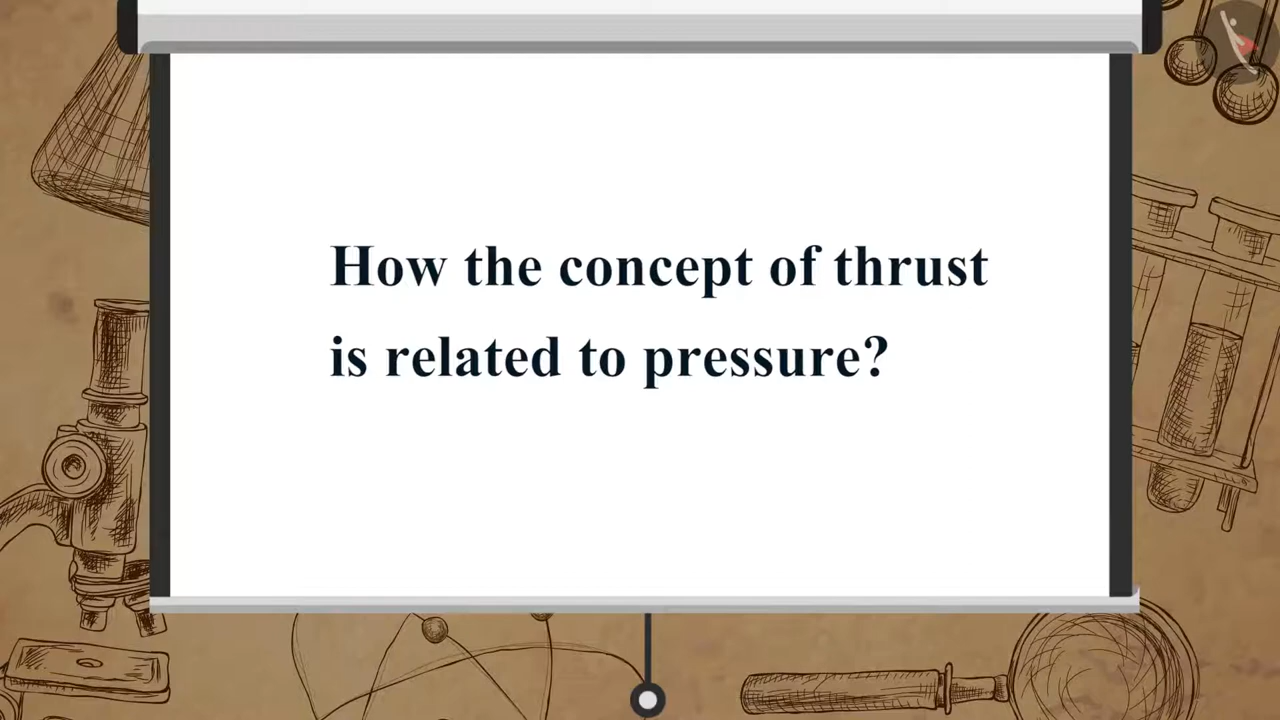 How the concept of thrust
is related to pressure?